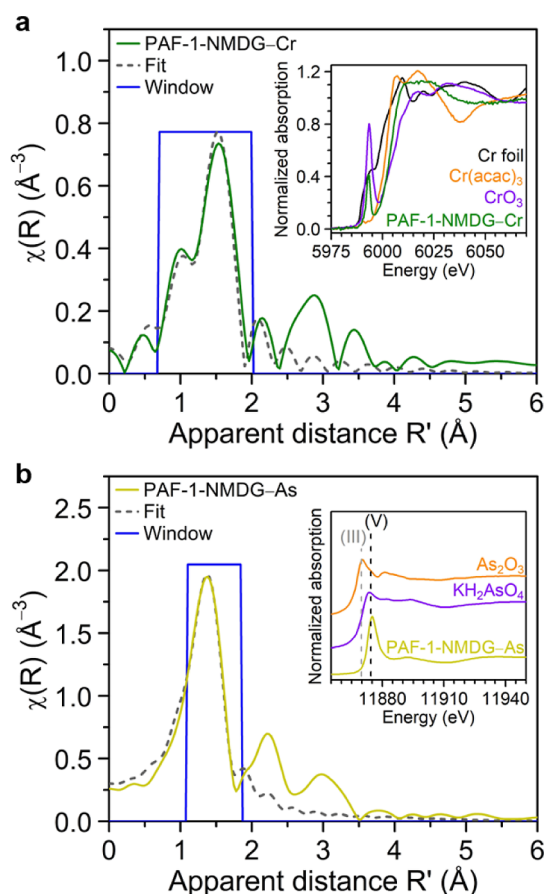 a
PAF-1-NMDG–Cr
Fit
Window
χ(R) (Å⁻³)
1.0
0.8
0.6
0.4
0.2
0.0
0 1 2 3 4 5 6
Apparent distance R' (Å)
Normalized absorption
1.2
0.8
0.4
0.0
Cr foil
Cr(acac)₃
CrO₃
PAF-1-NMDG-Cr
5975 6000 6025 6050
Energy (eV)
b
PAF-1-NMDG–As
Fit
Window
χ(R) (Å⁻³)
2.5
2.0
1.5
1.0
0.5
0.0
0 1 2 3 4 5 6
Apparent distance R' (Å)
Normalized absorption
(III) (V)
As₂O₃
KH₂AsO₄
PAF-1-NMDG–As
11880 11910 11940
Energy (eV)